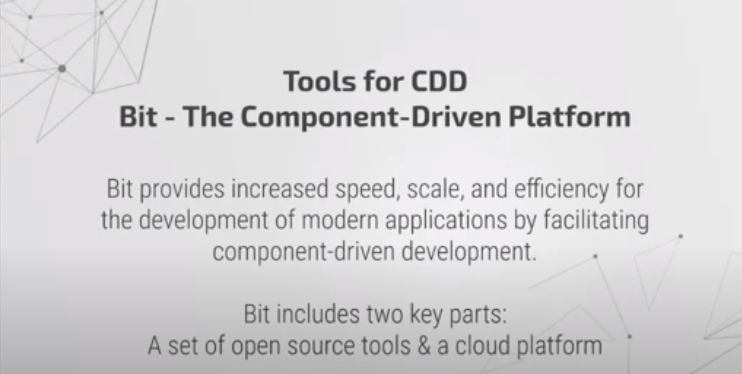 Tools for CDD
Bit - The Component-Driven Platform
Bit provides increased speed, scale, and efficiency for
the development of modern applications by facilitating
component-driven development.
Bit includes two key parts:
A set of open source tools & a cloud platform